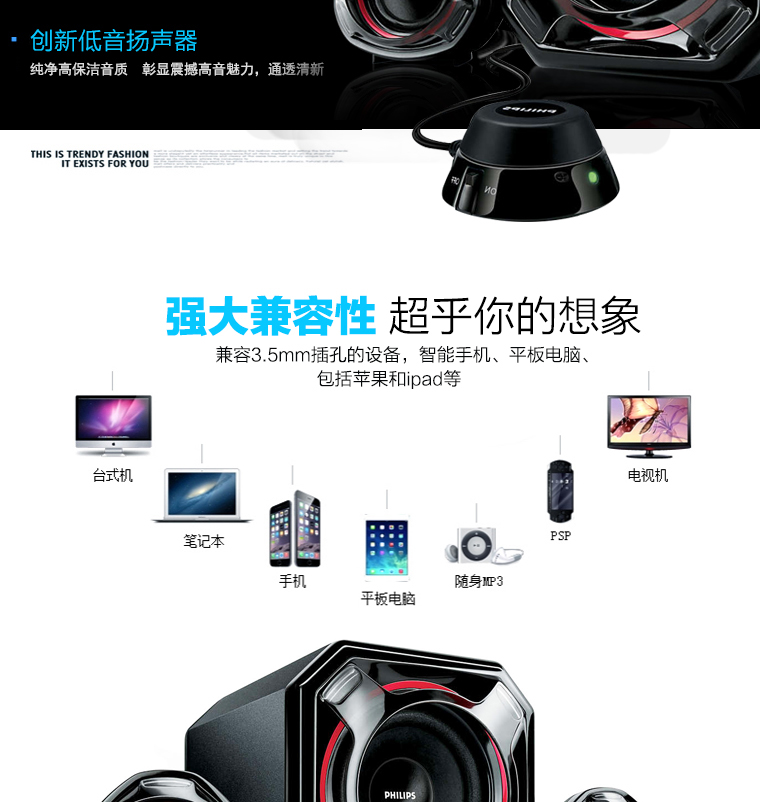 创新低音扬声器
纯净高保洁音质 彰显震撼高音魅力，通透清新
PHILIPS
OFF
ON
THIS IS TRENDY FASHION
IT EXISTS FOR YOU
强大兼容性 超乎你的想象
兼容3.5mm插孔的设备，智能手机、平板电脑、
包括苹果和ipad等
台式机
电视机
笔记本
PSP
手机
随身MP3
平板电脑
PHILIPS